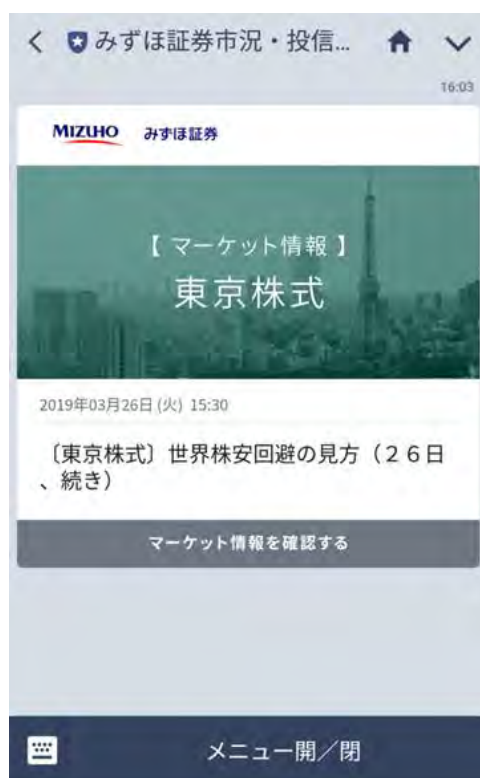 みずほ証券市況・投信...
16:03
MIZUHO みずほ証券
【 マーケット情報 】
東京株式
2019年03月26日 (火) 15:30
〔東京株式〕世界株安回避の見方（２６日
、続き）
マーケット情報を確認する
メニュー開／閉